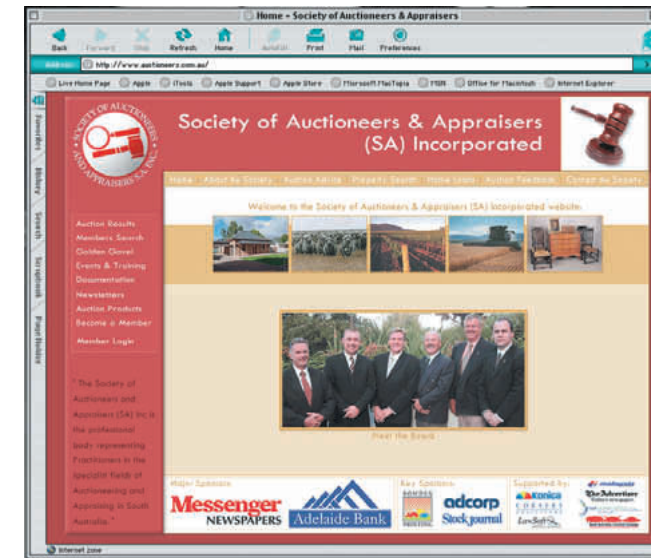 Home - Society of Auctioneers & Appraisers
Back Forward Stop Refresh Home AutoFill Print Mail Preferences
Address: http://www.auctioneers.com.au/
Live Home Page Apple iTools Apple Support Apple Store Microsoft MacTopia MSN Office for Macintosh Internet Explorer
Favorites
History
Search
Scrapbook
Page Holder
SOCIETY OF AUCTIONEERS AND APPRAISERS S.A. INC.
Society of Auctioneers & Appraisers
(SA) Incorporated
Home About the Society Auction Advice Property Search Home Loans Auction Feedback Contact the Society
Welcome to the Society of Auctioneers & Appraisers (SA) Incorporated website.
Auction Results
Members Search
Golden Gavel
Events & Training
Documentation
Newsletters
Auction Products
Become a Member
Member Login
" The Society of
Auctioneers and
Appraisers (SA) Inc is
the professional
body representing
Practitioners in the
specialist fields of
Auctioneering and
Appraising in South
Australia. "
Meet the Board
Major Sponsors:
Messenger
NEWSPAPERS
Adelaide Bank
Key Sponsors:
adcorp
Stock journal
Supported by:
Konica
The Advertiser
Internet zone